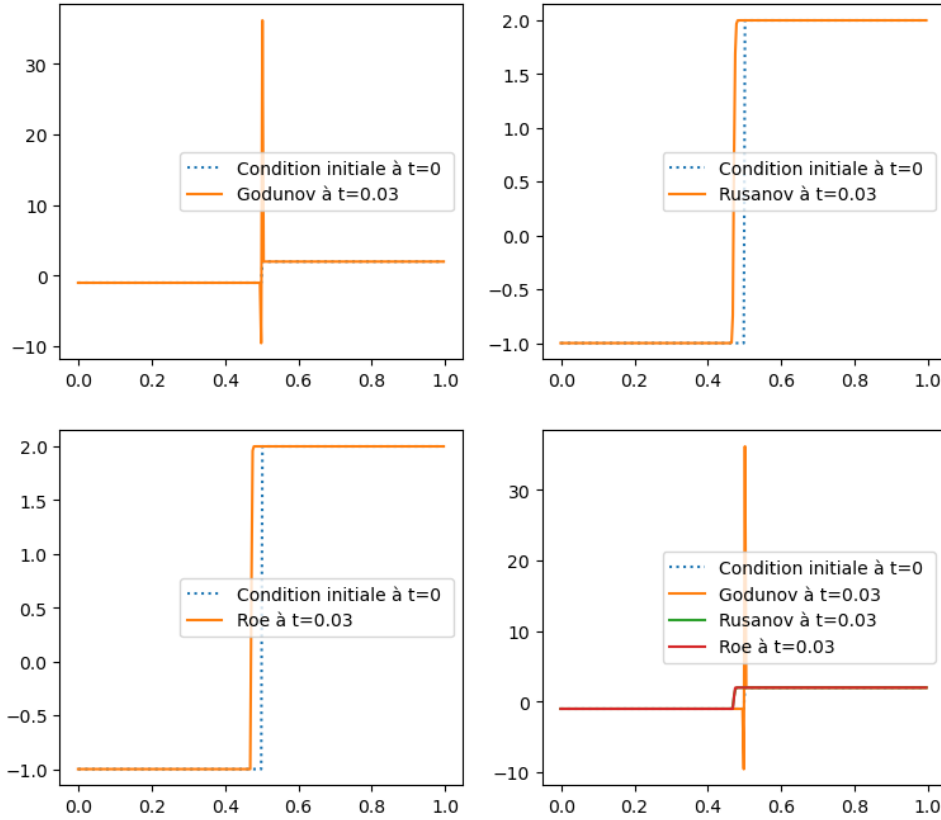 30
20
10
0
−10
0.0 0.2 0.4 0.6 0.8 1.0
Condition initiale à t=0
Godunov à t=0.03
2.0
1.5
1.0
0.5
0.0
−0.5
−1.0
0.0 0.2 0.4 0.6 0.8 1.0
Condition initiale à t=0
Rusanov à t=0.03
2.0
1.5
1.0
0.5
0.0
−0.5
−1.0
0.0 0.2 0.4 0.6 0.8 1.0
Condition initiale à t=0
Roe à t=0.03
30
20
10
0
−10
0.0 0.2 0.4 0.6 0.8 1.0
Condition initiale à t=0
Godunov à t=0.03
Rusanov à t=0.03
Roe à t=0.03